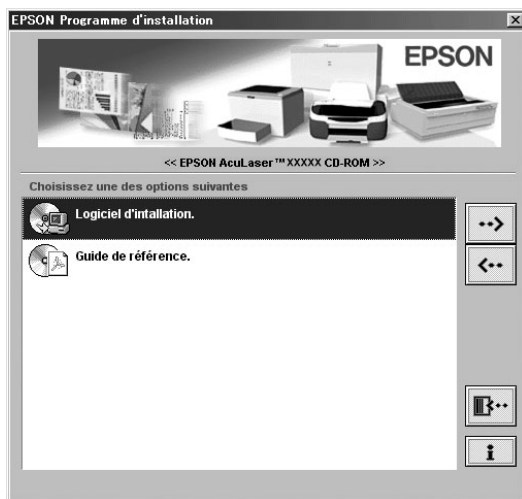 EPSON Programme d'installation
EPSON
<< EPSON AcuLaser™ XXXXX CD-ROM >>
Choisissez une des options suivantes
Logiciel d'intallation.
Guide de référence.